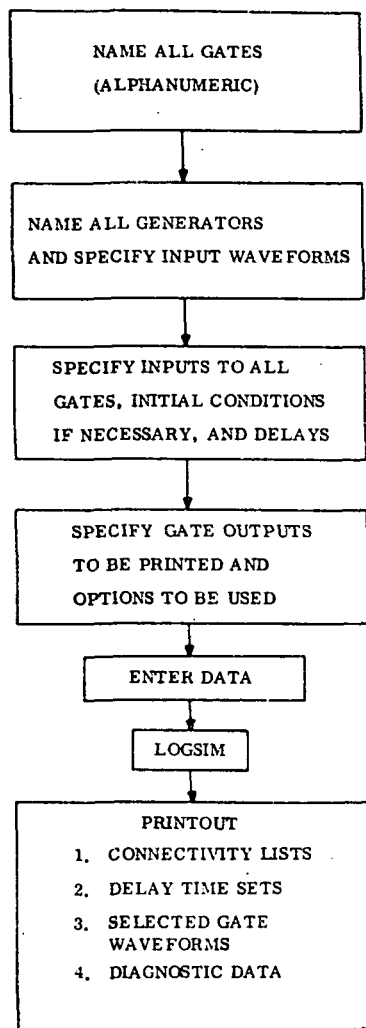 NAME ALL GATES
(ALPHANUMERIC)
NAME ALL GENERATORS
AND SPECIFY INPUT WAVEFORMS
SPECIFY INPUTS TO ALL
GATES, INITIAL CONDITIONS
IF NECESSARY, AND DELAYS
SPECIFY GATE OUTPUTS
TO BE PRINTED AND
OPTIONS TO BE USED
ENTER DATA
LOGSIM
PRINTOUT
1. CONNECTIVITY LISTS
2. DELAY TIME SETS
3. SELECTED GATE
WAVEFORMS
4. DIAGNOSTIC DATA